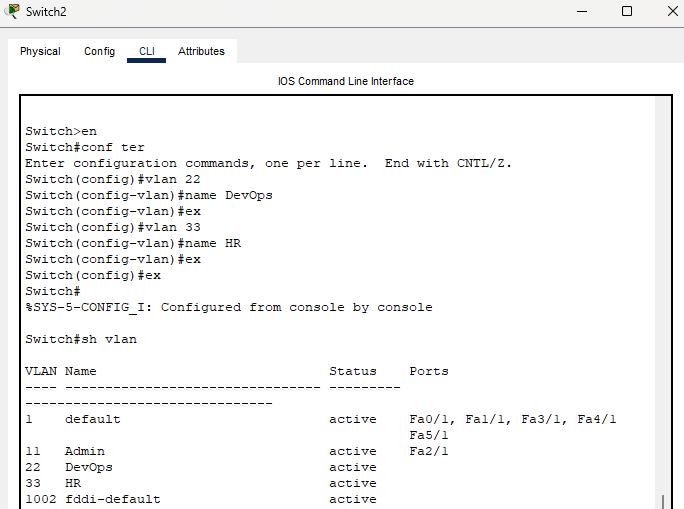 Switch2
Physical Config CLI Attributes
IOS Command Line Interface
Switch>en
Switch#conf ter
Enter configuration commands, one per line.  End with CNTL/Z.
Switch(config)#vlan 22
Switch(config-vlan)#name DevOps
Switch(config-vlan)#ex
Switch(config)#vlan 33
Switch(config-vlan)#name HR
Switch(config-vlan)#ex
Switch(config)#ex
Switch#
%SYS-5-CONFIG_I: Configured from console by console
Switch#sh vlan
VLAN Name                             Status    Ports
---- -------------------------------- ---------
-------------------------------
1    default                          active    Fa0/1, Fa1/1, Fa3/1, Fa4/1
                                                Fa5/1
11   Admin                            active    Fa2/1
22   DevOps                           active
33   HR                               active
1002 fddi-default                     active